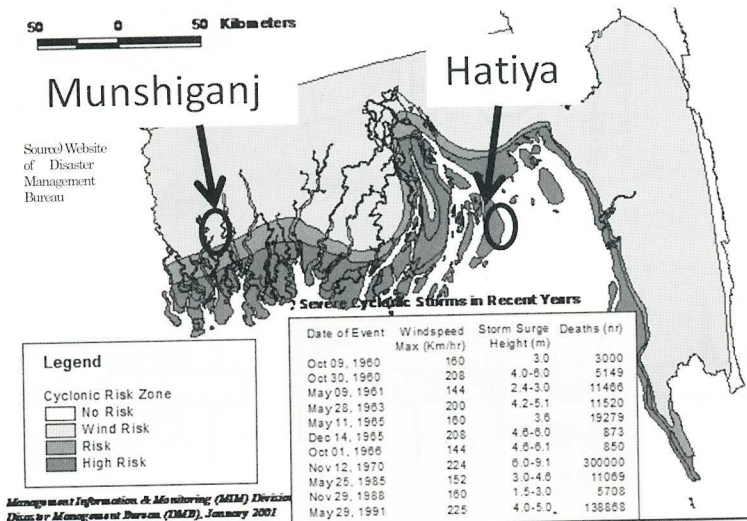 50 0 50 Kilometers
Munshiganj
Hatiya
Source) Website
of Disaster
Management
Bureau
Severe Cyclonic Storms in Recent Years
Date of Event Windspeed Max (Km/hr) Storm Surge Height (m) Deaths (nr)
Oct 09, 1960 160 3.0 3000
Oct 30, 1960 208 4.0-6.0 5149
May 09, 1961 144 2.4-3.0 11466
May 28, 1963 200 4.2-5.1 11520
May 11, 1965 160 3.6 19279
Dec 14, 1965 208 4.6-6.0 873
Oct 01, 1966 144 4.6-6.1 850
Nov 12, 1970 224 6.0-9.1 300000
May 25, 1985 152 3.0-4.6 11069
Nov 29, 1988 160 1.5-3.0 5708
May 29, 1991 225 4.0-5.0 138868
Legend
Cyclonic Risk Zone
No Risk
Wind Risk
Risk
High Risk
Management Information & Monitoring (MIM) Division
Disaster Management Bureau (DMB), January 2001